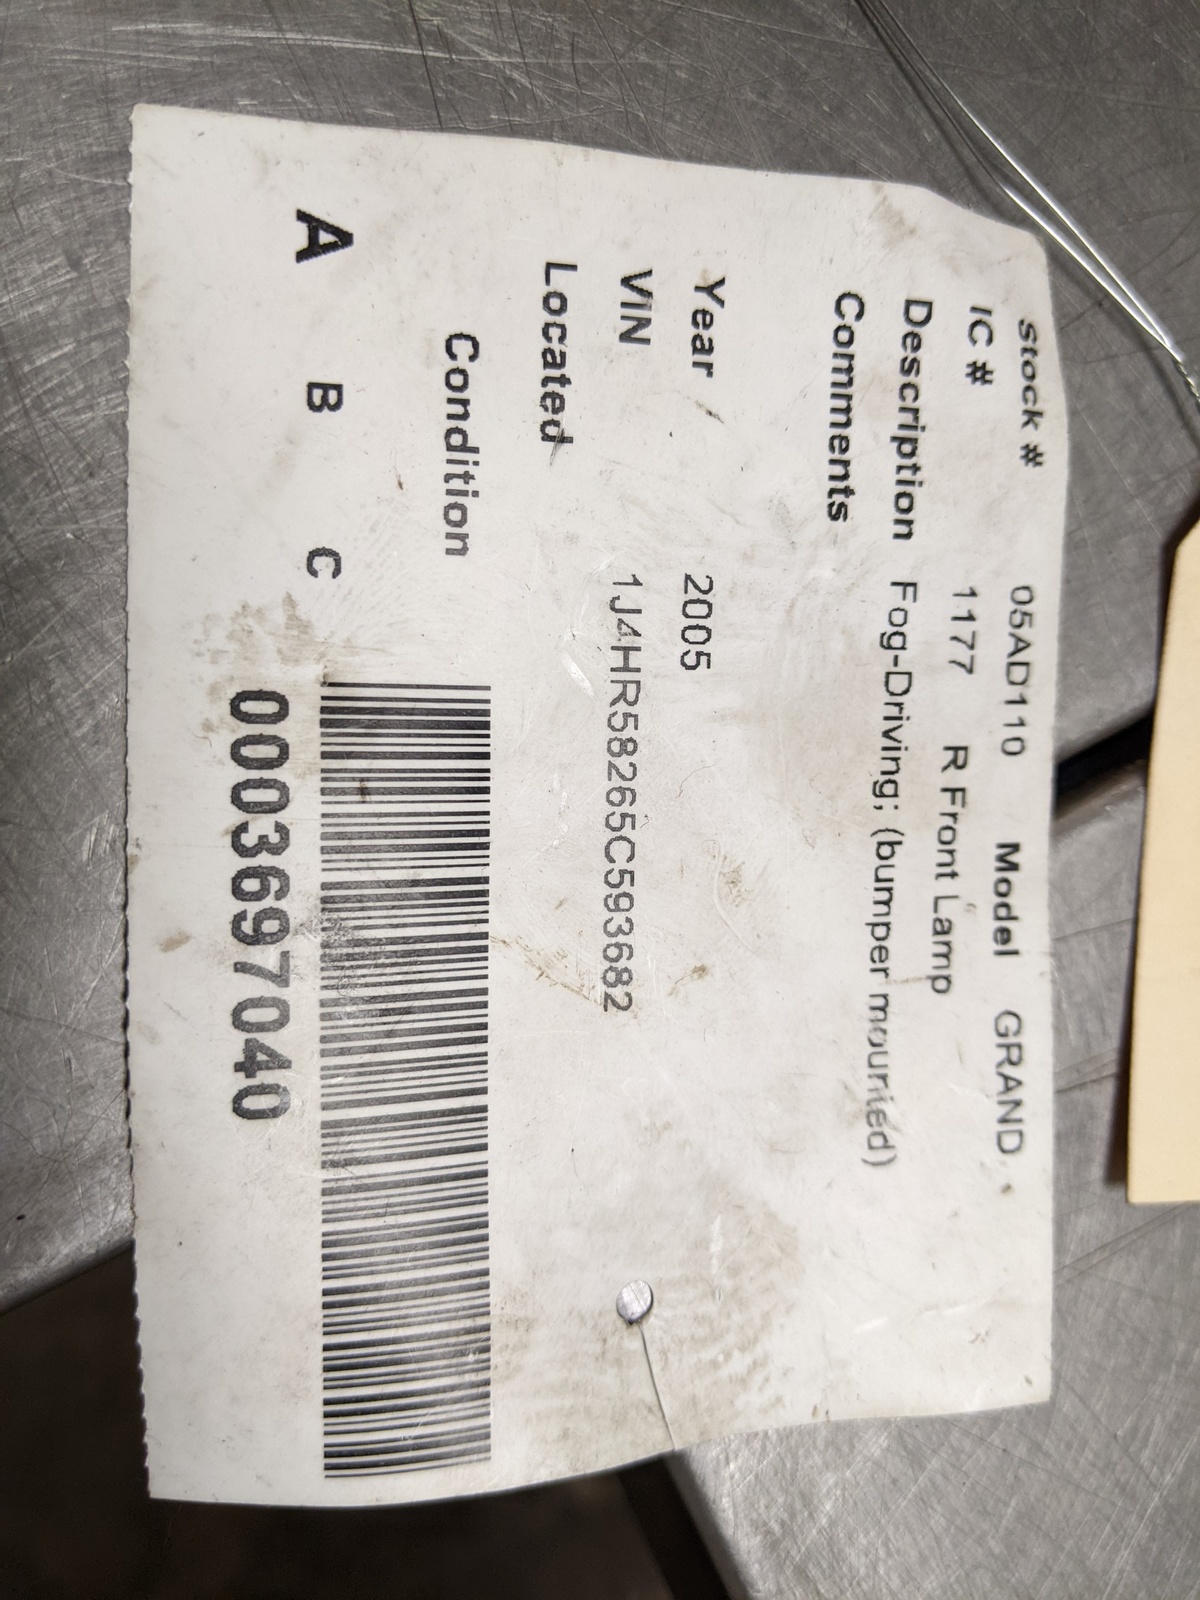 Stock # 05AD110 Model GRAND
IC # 1177 R Front Lamp
Description Fog-Driving; (bumper mounted)
Comments
Year 2005
VIN 1J4HR58265C593682
Located
Condition
A B C
0003697040